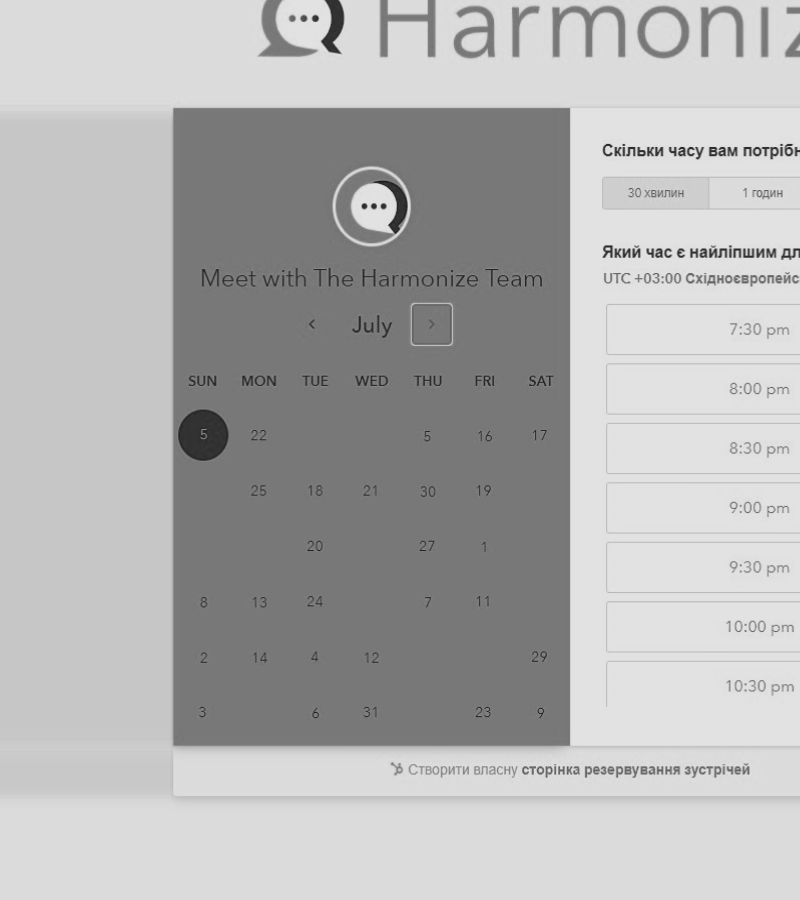 Harmoniz
Meet with The Harmonize Team
July
SUN MON TUE WED THU FRI SAT
5 22 5 16 17
25 18 21 30 19
20 27 1
8 13 24 7 11
2 14 4 12 29
3 6 31 23 9
Скільки часу вам потрібн
30 хвилин 1 годин
Який час є найліпшим дл
UTC +03:00 Східноєвропейс
7:30 pm
8:00 pm
8:30 pm
9:00 pm
9:30 pm
10:00 pm
10:30 pm
Створити власну сторінка резервування зустрічей